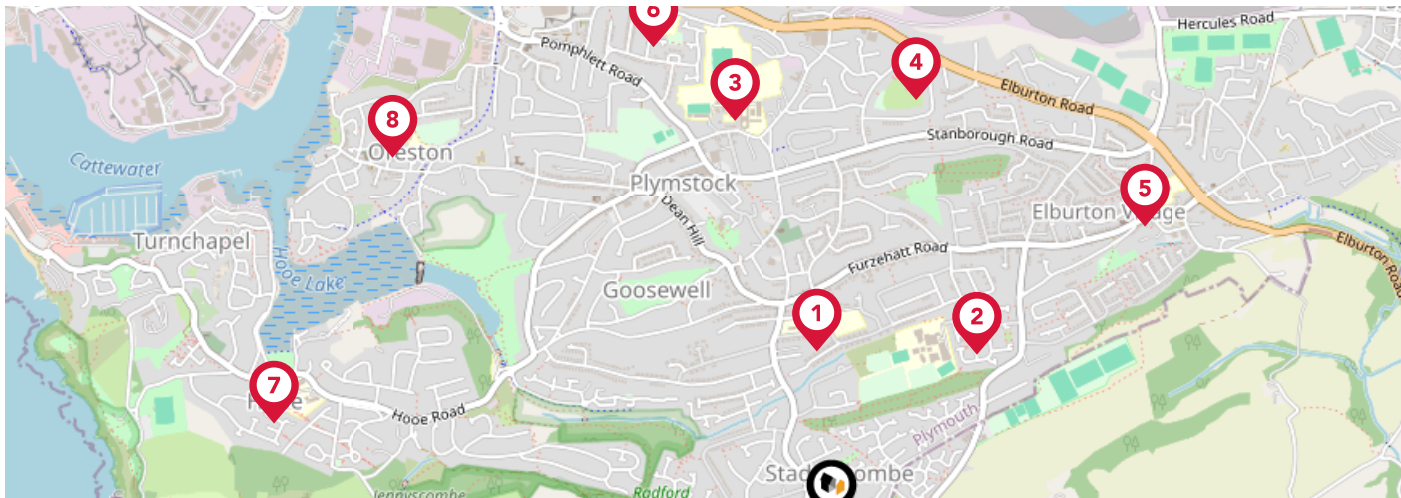 6
Hercules Road
Pomphlett Road
4
3
Elburton Road
8
Stanborough Road
Oreston
Cattewater
Plymstock
5
Elburton Village
Dean Hill
Turnchapel
Elburton Road
Furzehatt Road
Hooe Lake
Goosewell
1
2
7
Hooe
Hooe Road
Plymouth
Staddiscombe
Jennyscombe
Radford